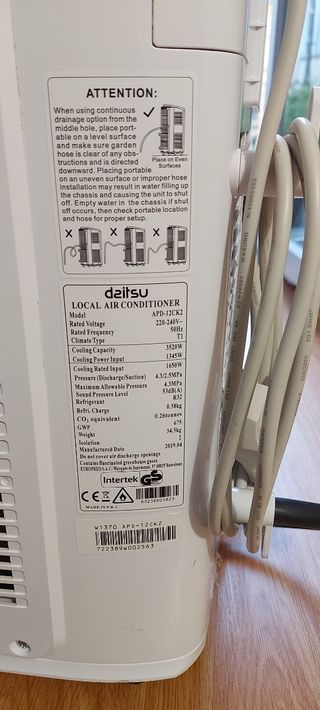 ATTENTION:
When using continuous
drainage option from the
middle hole, place port-
able on a level surface
and make sure garden
hose is clear of any obs-
tructions and is directed
downward. Placing portable
on an uneven surface or improper hose
installation may result in water filling up
the chassis and causing the unit to shut
off. Empty water in the chassis if shut
off occurs, then check portable location
and hose for proper setup.
Place on Even
Surfaces
daitsu
LOCAL AIR CONDITIONER
Model APD-12CK2
Rated Voltage 220-240V~
Rated Frequency 50Hz
Climate Type T1
Cooling Capacity 3520W
Cooling Power Input 1345W
Cooling Rated Input 1650W
Pressure (Discharge/Suction) 4.3/2.5MPa
Maximum Allowable Pressure 4.3MPa
Sound Pressure Level 53dB(A)
Refrigerant R32
Refri. Charge 0.38kg
CO₂ equivalent 0.26tonnes
GWP 675
Weight 34.5kg
Isolation I
Manufactured Date 2019.04
Do not cover air discharge openings
Contains fluorinated greenhouse gases
Intertek GS
CE
MADE IN P.R.C.
W1370 APD-12CK2
722389W002563